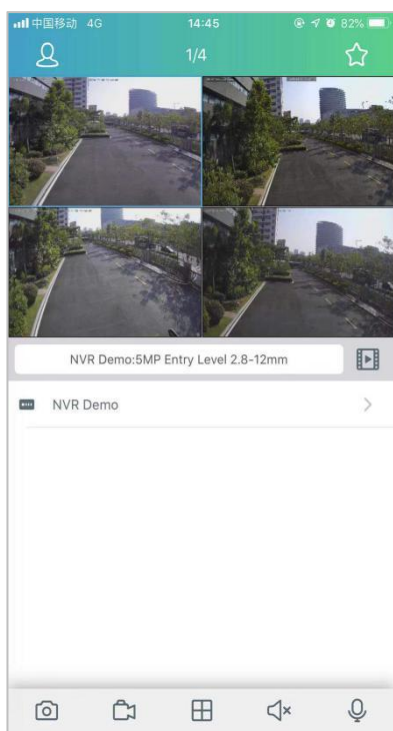 中国移动 4G 14:45 82%
1/4
NVR Demo:5MP Entry Level 2.8-12mm
NVR Demo